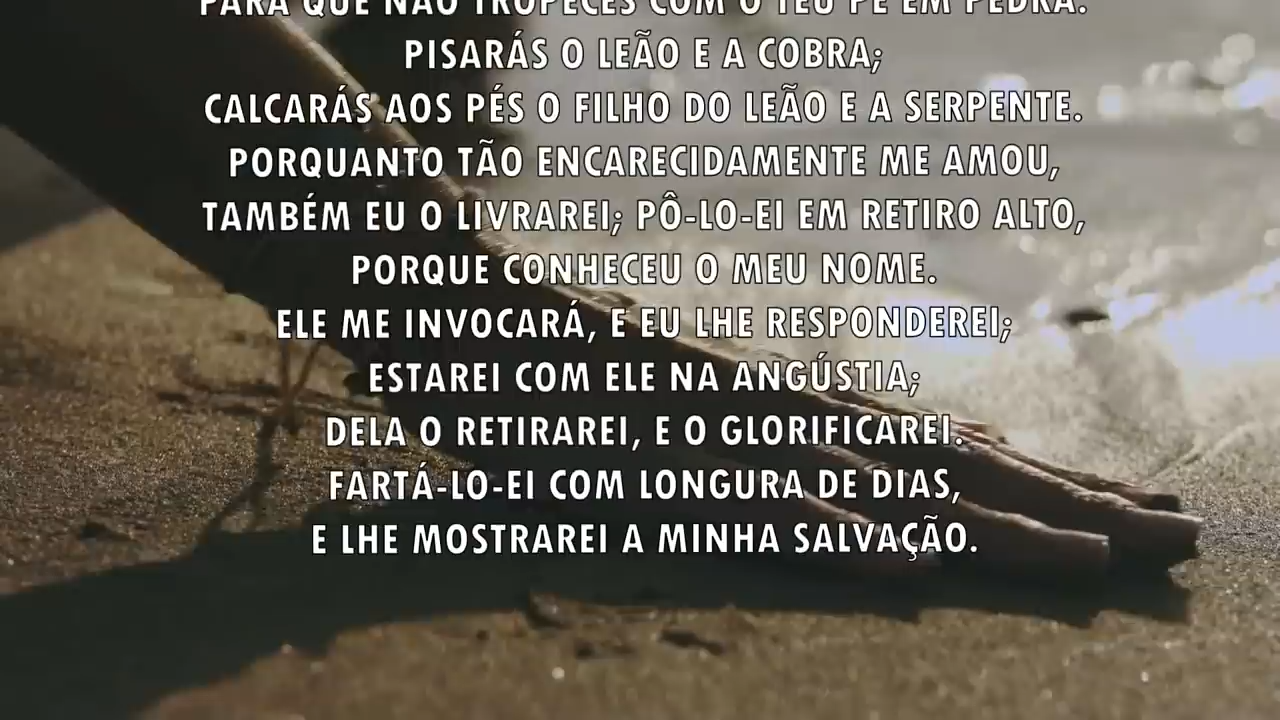 PARA QUE NÃO TROPECES COM O TEU PÉ EM PEDRA.
PISARÁS O LEÃO E A COBRA;
CALCARÁS AOS PÉS O FILHO DO LEÃO E A SERPENTE.
PORQUANTO TÃO ENCARECIDAMENTE ME AMOU,
TAMBÉM EU O LIVRAREI; PÔ-LO-EI EM RETIRO ALTO,
PORQUE CONHECEU O MEU NOME.
ELE ME INVOCARÁ, E EU LHE RESPONDEREI;
ESTAREI COM ELE NA ANGÚSTIA;
DELA O RETIRAREI, E O GLORIFICAREI.
FARTÁ-LO-EI COM LONGURA DE DIAS,
E LHE MOSTRAREI A MINHA SALVAÇÃO.